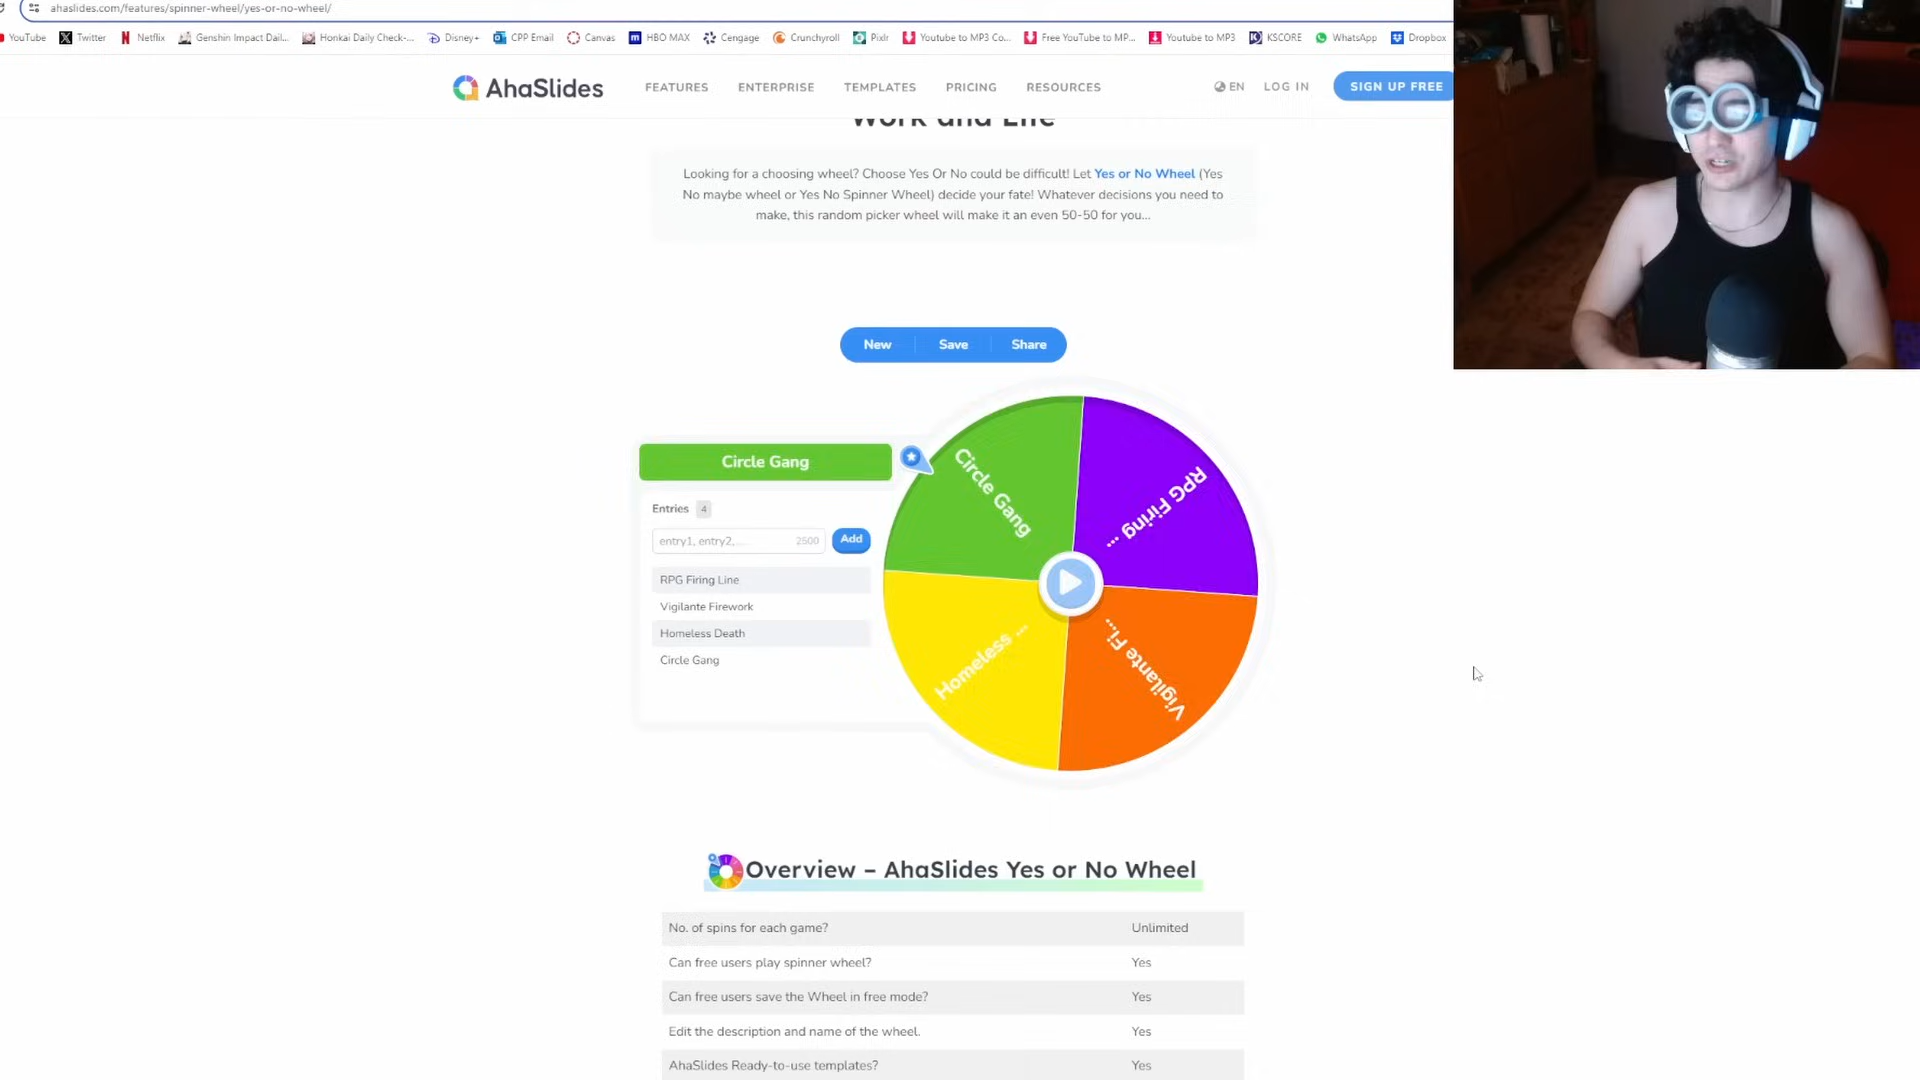 ahaslides.com/features/spinner-wheel/yes-or-no-wheel/
YouTube Twitter Netflix Genshin Impact Dail... Honkai Daily Check-... Disney+ CPP Email Canvas HBO MAX Cengage Crunchyroll Pixlr Youtube to MP3 Co... Free YouTube to MP... Youtube to MP3 KSCORE WhatsApp Dropbox
AhaSlides FEATURES ENTERPRISE TEMPLATES PRICING RESOURCES EN LOG IN SIGN UP FREE
Work and Life
Looking for a choosing wheel? Choose Yes Or No could be difficult! Let Yes or No Wheel (Yes
No maybe wheel or Yes No Spinner Wheel) decide your fate! Whatever decisions you need to
make, this random picker wheel will make it an even 50-50 for you...
New Save Share
Circle Gang
Entries 4
entry1, entry2, ... 2500 Add
RPG Firing Line
Vigilante Firework
Homeless Death
Circle Gang
Circle Gang
RPG Firing ...
Homeless ...
Vigilante Fi...
Overview – AhaSlides Yes or No Wheel
No. of spins for each game? Unlimited
Can free users play spinner wheel? Yes
Can free users save the Wheel in free mode? Yes
Edit the description and name of the wheel. Yes
AhaSlides Ready-to-use templates? Yes